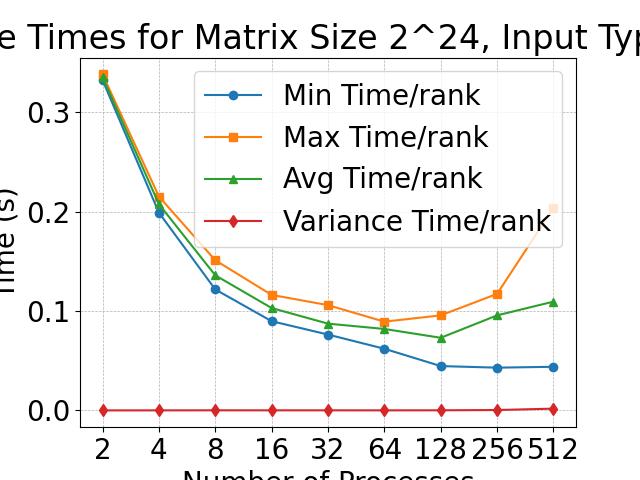 e Times for Matrix Size 2^24, Input Typ
Time (s)
0.3
0.2
0.1
0.0
Min Time/rank
Max Time/rank
Avg Time/rank
Variance Time/rank
2 4 8 16 32 64 128 256 512
Number of Processes